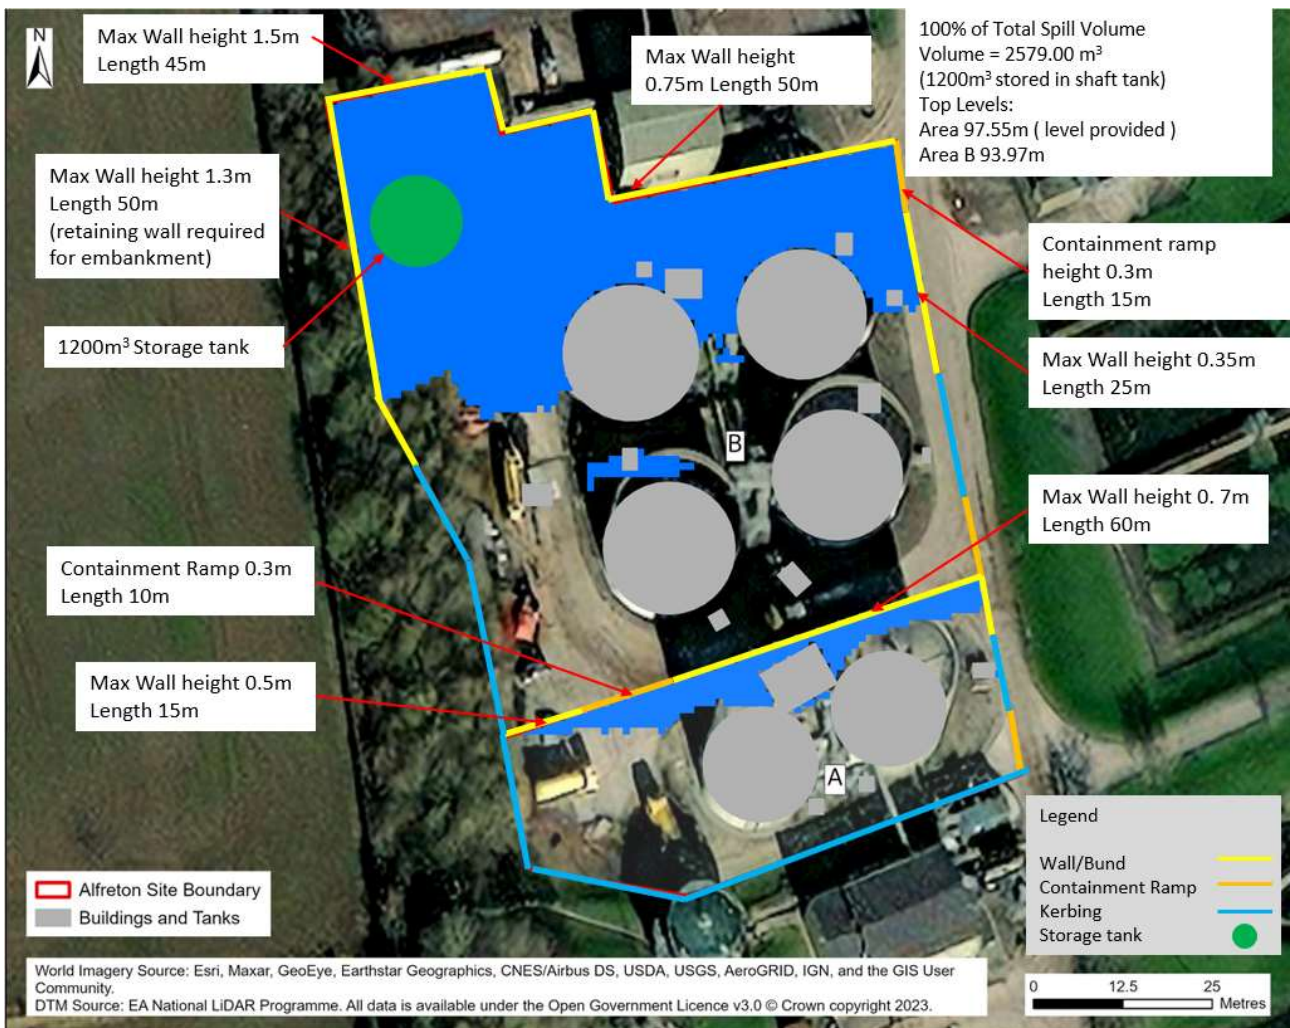 N
Max Wall height 1.5m
Length 45m
Max Wall height
0.75m Length 50m
100% of Total Spill Volume
Volume = 2579.00 m³
(1200m³ stored in shaft tank)
Top Levels:
Area 97.55m ( level provided )
Area B 93.97m
Max Wall height 1.3m
Length 50m
(retaining wall required
for embankment)
Containment ramp
height 0.3m
Length 15m
1200m³ Storage tank
Max Wall height 0.35m
Length 25m
B
Max Wall height 0. 7m
Length 60m
Containment Ramp 0.3m
Length 10m
Max Wall height 0.5m
Length 15m
A
Legend
Wall/Bund
Containment Ramp
Kerbing
Storage tank
Alfreton Site Boundary
Buildings and Tanks
World Imagery Source: Esri, Maxar, GeoEye, Earthstar Geographics, CNES/Airbus DS, USDA, USGS, AeroGRID, IGN, and the GIS User
Community.
DTM Source: EA National LiDAR Programme. All data is available under the Open Government Licence v3.0 © Crown copyright 2023.
0 12.5 25
Metres